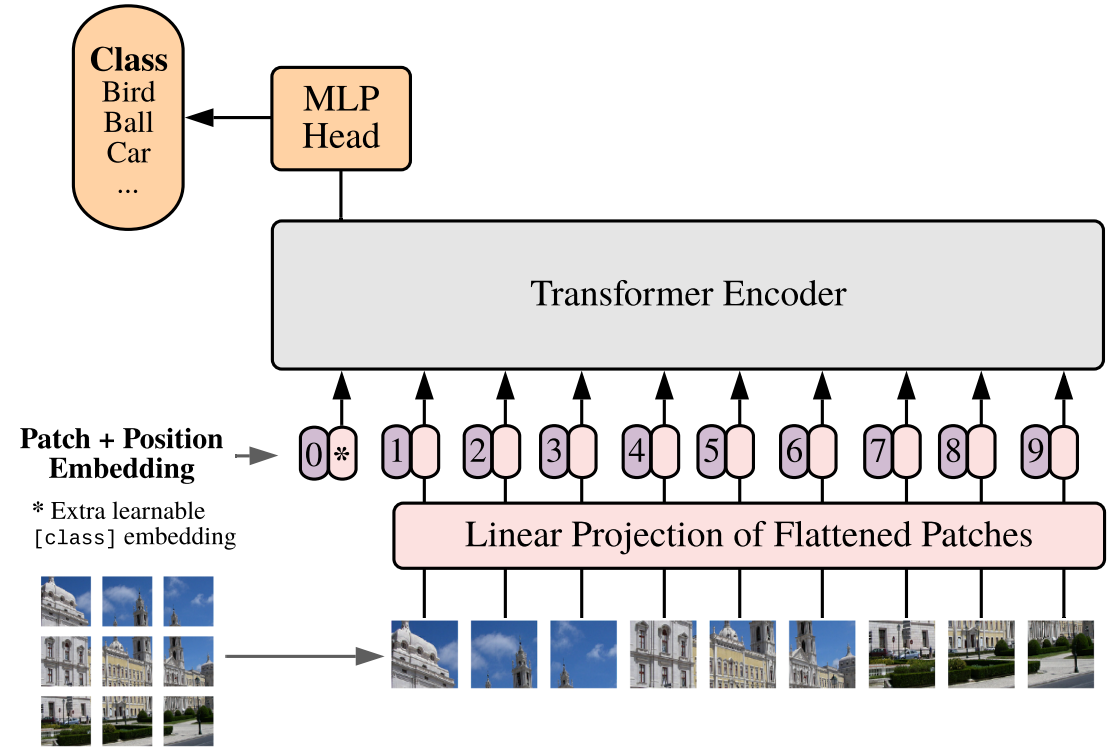 Class
Bird
Ball
Car
...
MLP
Head
Transformer Encoder
Patch + Position
Embedding
* Extra learnable
[class] embedding
0 * 1 2 3 4 5 6 7 8 9
Linear Projection of Flattened Patches